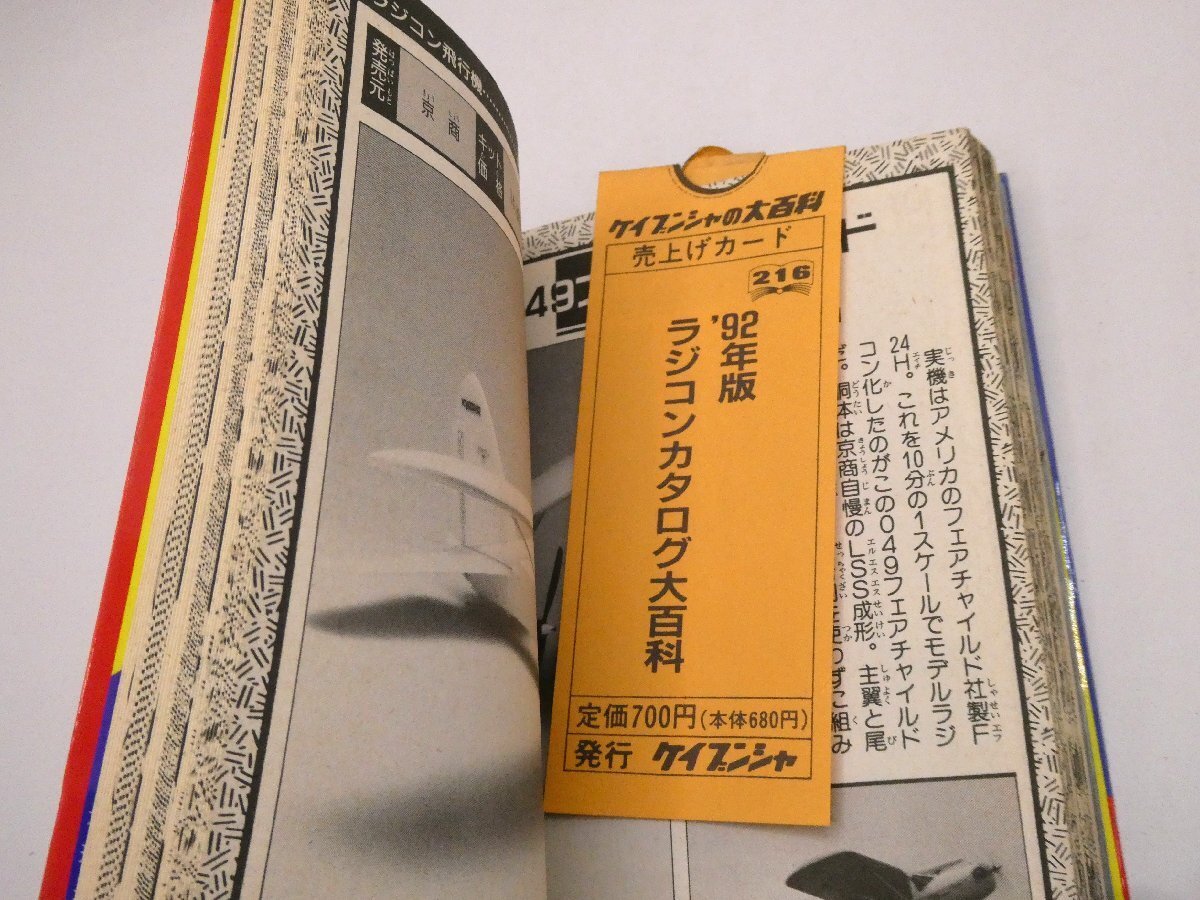 ラジコン飛行機
発売元
京商
キット価格
ケイブンシャの大百科
売上げカード
216
'92年版
ラジコンカタログ大百科
定価700円(本体680円)
発行 ケイブンシャ
49
実機はアメリカのフェアチャイルド社製F
24H。これを10分の1スケールでモデルラジ
コン化したのがこの049フェアチャイルド
胴体は京商自慢のLSS成形。主翼と尾
ずに組み